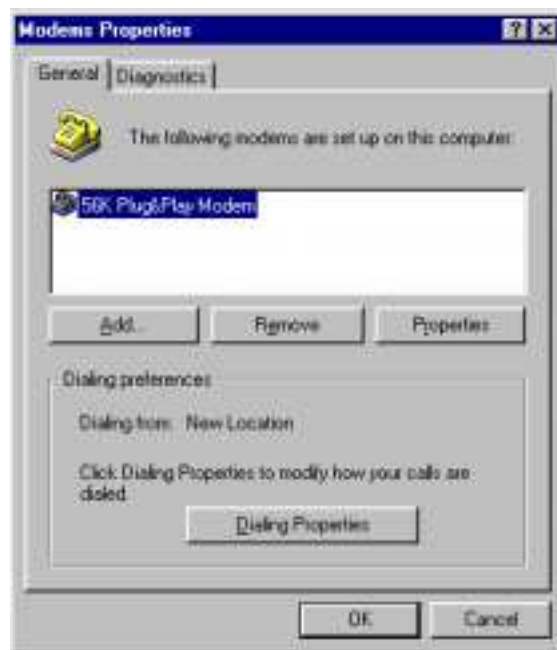 Modems Properties
General Diagnostics
The following modems are set up on this computer:
56K Plug&Play Modem
Add... Remove Properties
Dialing preferences
Dialing from: New Location
Click Dialing Properties to modify how your calls are
dialed.
Dialing Properties
OK Cancel